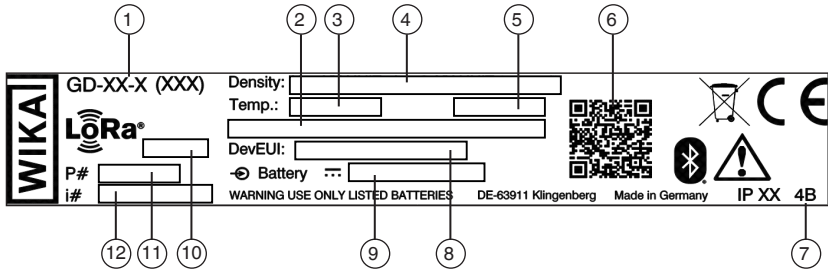 1 2 3 4 5 6
WIKA
GD-XX-X (XXX)
LoRa®
P#
i#
Density:
Temp.:
DevEUI:
Battery
WARNING USE ONLY LISTED BATTERIES DE-63911 Klingenberg Made in Germany IP XX 4B
12 11 10 9 8 7